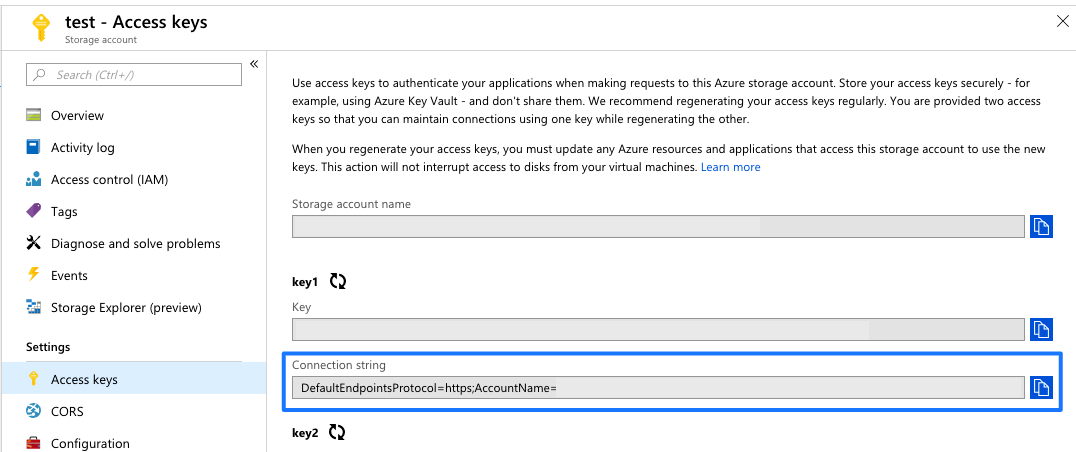 test - Access keys
Storage account
Search (Ctrl+/)
«
Overview
Activity log
Access control (IAM)
Tags
Diagnose and solve problems
Events
Storage Explorer (preview)
Settings
Access keys
CORS
Configuration
Use access keys to authenticate your applications when making requests to this Azure storage account. Store your access keys securely - for
example, using Azure Key Vault - and don't share them. We recommend regenerating your access keys regularly. You are provided two access
keys so that you can maintain connections using one key while regenerating the other.
When you regenerate your access keys, you must update any Azure resources and applications that access this storage account to use the new
keys. This action will not interrupt access to disks from your virtual machines. Learn more
Storage account name
key1
Key
Connection string
DefaultEndpointsProtocol=https;AccountName=
key2